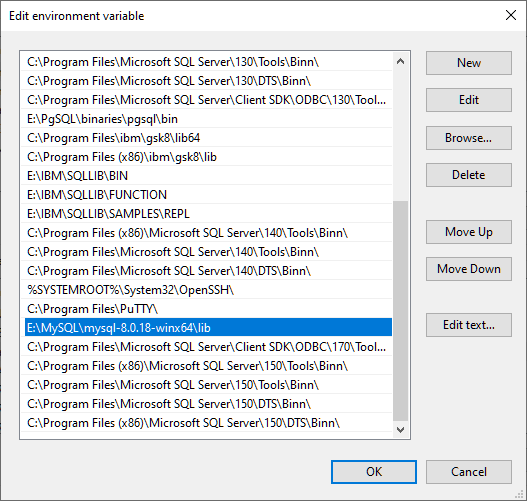 Edit environment variable
C:\Program Files\Microsoft SQL Server\130\Tools\Binn\
C:\Program Files\Microsoft SQL Server\130\DTS\Binn\
C:\Program Files\Microsoft SQL Server\Client SDK\ODBC\130\Tool...
E:\PgSQL\binaries\pgsql\bin
C:\Program Files\ibm\gsk8\lib64
C:\Program Files (x86)\ibm\gsk8\lib
E:\IBM\SQLLIB\BIN
E:\IBM\SQLLIB\FUNCTION
E:\IBM\SQLLIB\SAMPLES\REPL
C:\Program Files (x86)\Microsoft SQL Server\140\Tools\Binn\
C:\Program Files\Microsoft SQL Server\140\Tools\Binn\
C:\Program Files\Microsoft SQL Server\140\DTS\Binn\
%SYSTEMROOT%\System32\OpenSSH\
C:\Program Files\PuTTY\
E:\MySQL\mysql-8.0.18-winx64\lib
C:\Program Files\Microsoft SQL Server\Client SDK\ODBC\170\Tool...
C:\Program Files (x86)\Microsoft SQL Server\150\Tools\Binn\
C:\Program Files\Microsoft SQL Server\150\Tools\Binn\
C:\Program Files\Microsoft SQL Server\150\DTS\Binn\
C:\Program Files (x86)\Microsoft SQL Server\150\DTS\Binn\
New
Edit
Browse...
Delete
Move Up
Move Down
Edit text...
OK
Cancel